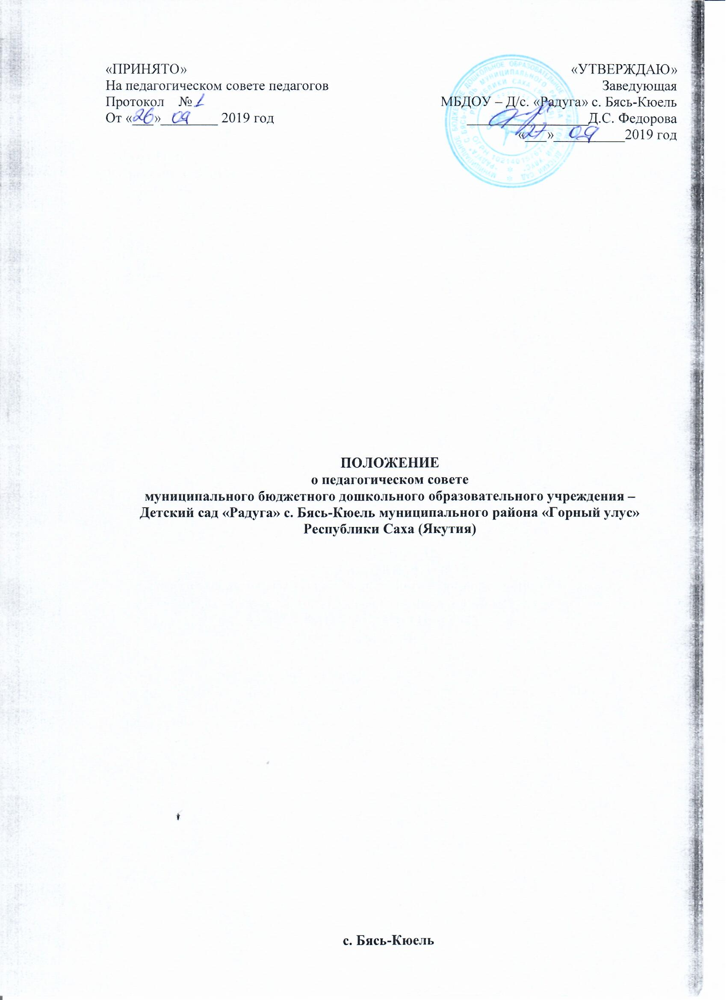 «ПРИНЯТО»
На педагогическом совете педагогов
Протокол № 1
От «26» 09 2019 год
«УТВЕРЖДАЮ»
Заведующая
МБДОУ – Д/с. «Радуга» с. Бясь-Кюель
Д.С. Федорова
«27» 09 2019 год
ПОЛОЖЕНИЕ
о педагогическом совете
муниципального бюджетного дошкольного образовательного учреждения –
Детский сад «Радуга» с. Бясь-Кюель муниципального района «Горный улус»
Республики Саха (Якутия)
с. Бясь-Кюель